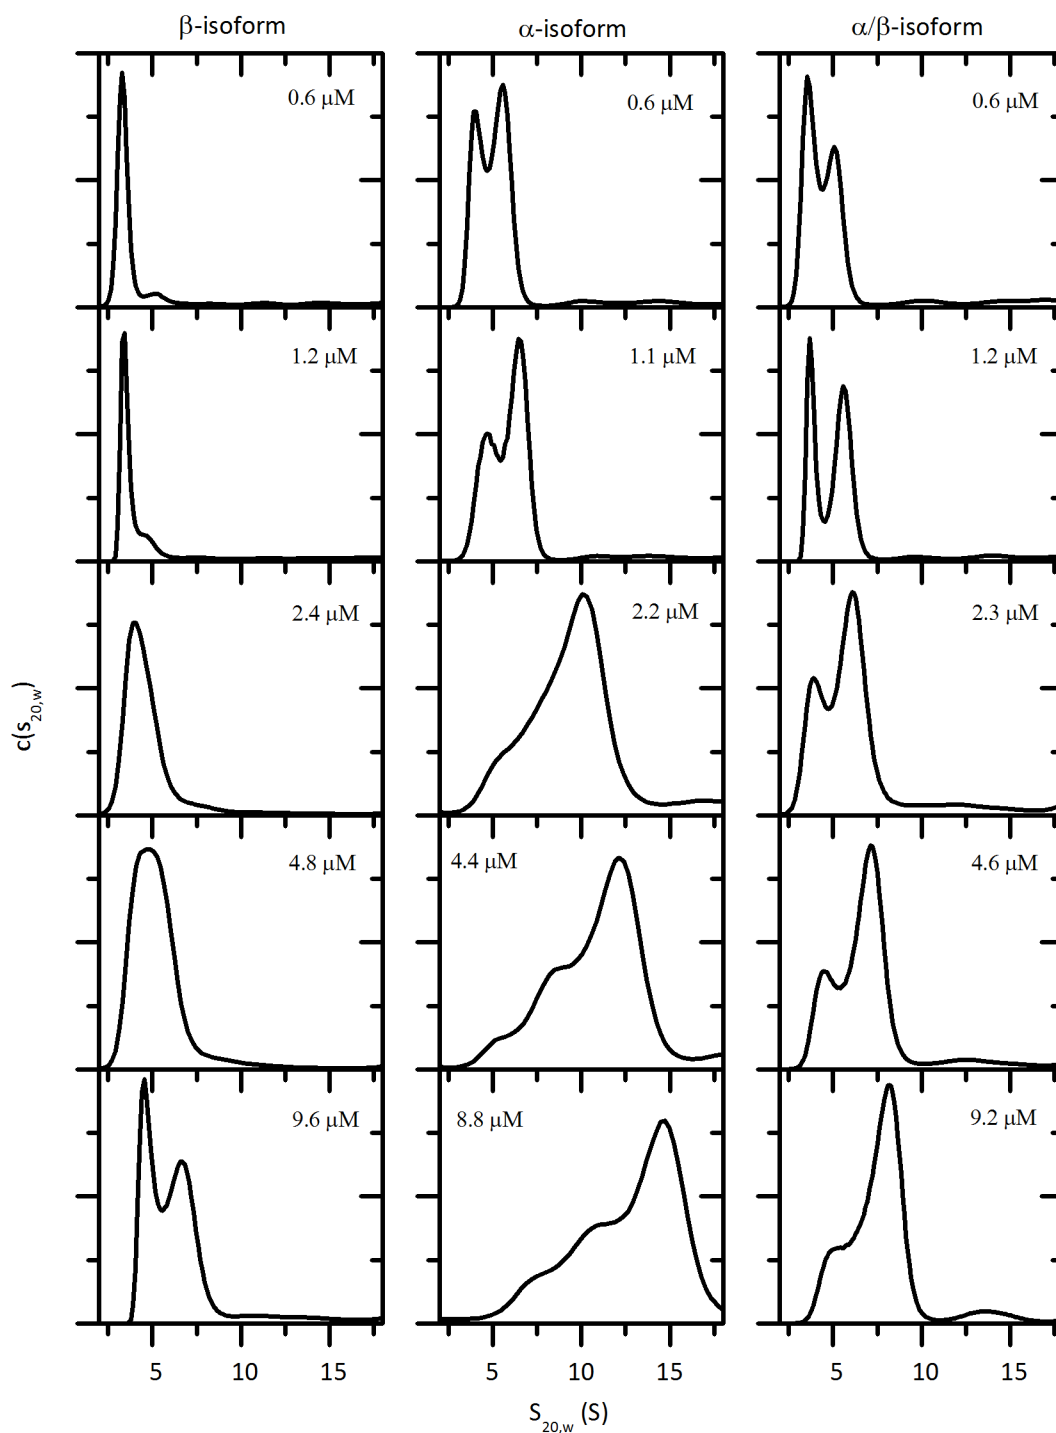 β-isoform α-isoform α/β-isoform
0.6 μM 0.6 μM 0.6 μM
1.2 μM 1.1 μM 1.2 μM
2.4 μM 2.2 μM 2.3 μM
c(s20,w)
4.8 μM 4.4 μM 4.6 μM
9.6 μM 8.8 μM 9.2 μM
5 10 15 5 10 15 5 10 15
S20,w (S)